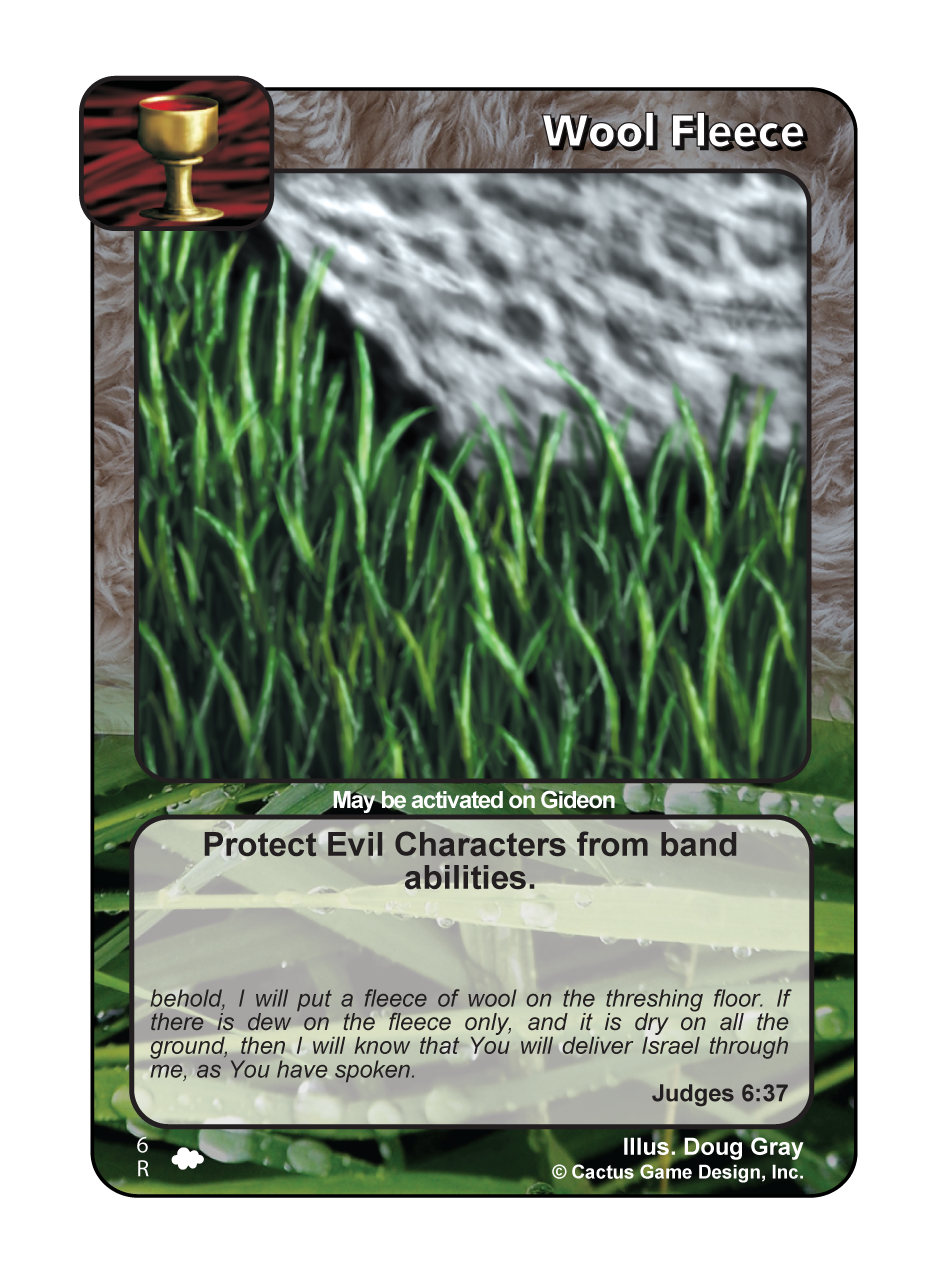 Wool Fleece
May be activated on Gideon
Protect Evil Characters from band
abilities.
behold, I will put a fleece of wool on the threshing floor. If
there is dew on the fleece only, and it is dry on all the
ground, then I will know that You will deliver Israel through
me, as You have spoken.
Judges 6:37
6
R
Illus. Doug Gray
© Cactus Game Design, Inc.